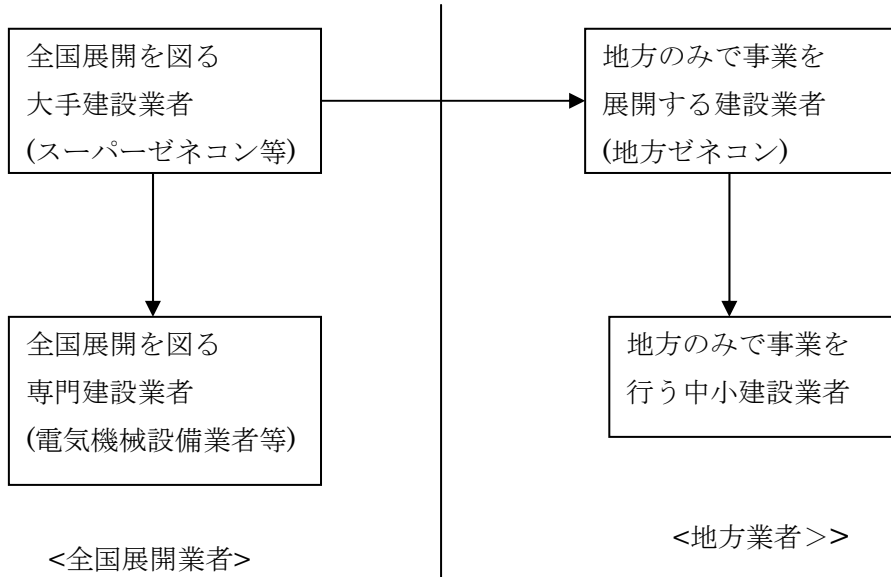 全国展開を図る
大手建設業者
(スーパーゼネコン等)
地方のみで事業を
展開する建設業者
(地方ゼネコン)
全国展開を図る
専門建設業者
(電気機械設備業者等)
地方のみで事業を
行う中小建設業者
<全国展開業者>
<地方業者＞>